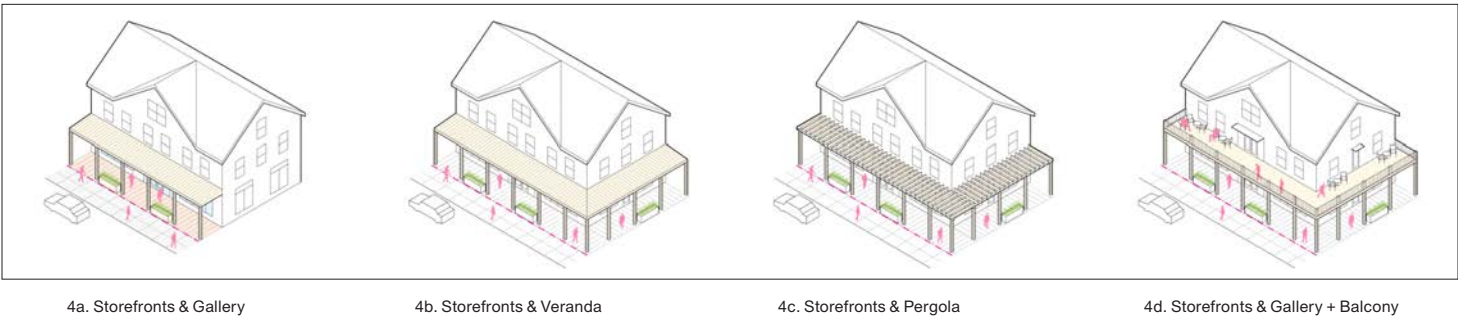 4a. Storefronts & Gallery
4b. Storefronts & Veranda
4c. Storefronts & Pergola
4d. Storefronts & Gallery + Balcony